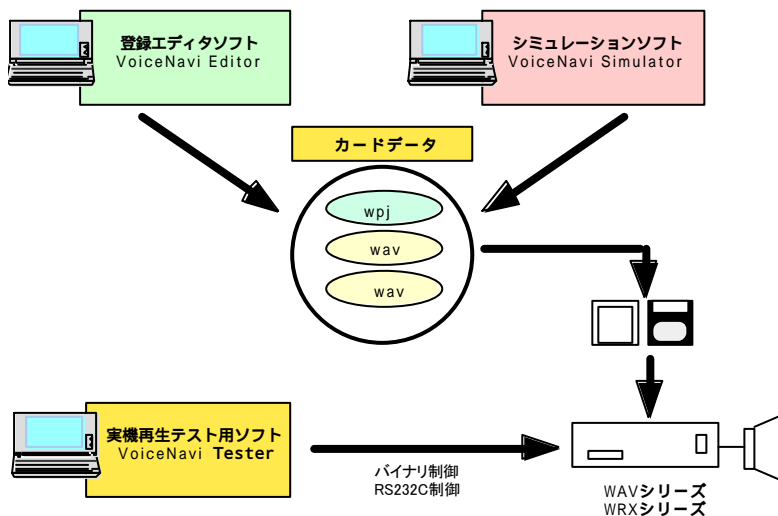 登録エディタソフト
VoiceNavi Editor
シミュレーションソフト
VoiceNavi Simulator
カードデータ
wpj
wav
wav
実機再生テスト用ソフト
VoiceNavi Tester
バイナリ制御
RS232C制御
WAVシリーズ
WRXシリーズ